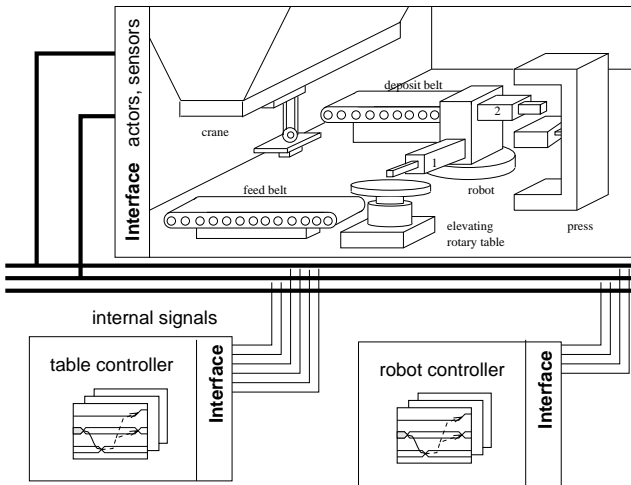 Interface actors, sensors
crane
deposit belt
2
1
robot
feed belt
elevating
rotary table
press
internal signals
table controller
Interface
robot controller
Interface